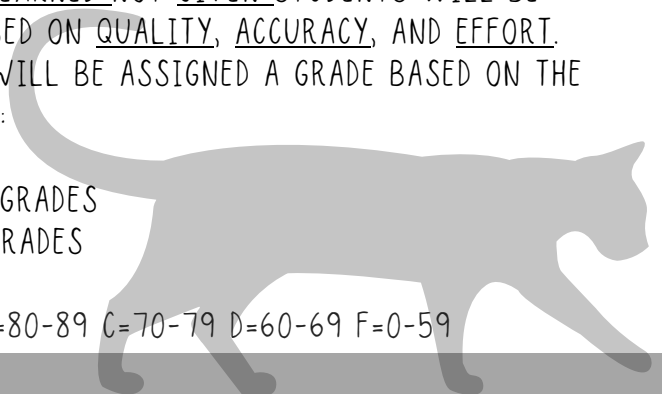 ED ON QUALITY, ACCURACY, AND EFFORT.
WILL BE ASSIGNED A GRADE BASED ON THE
:
GRADES
RADES
=80-89 C=70-79 D=60-69 F=0-59